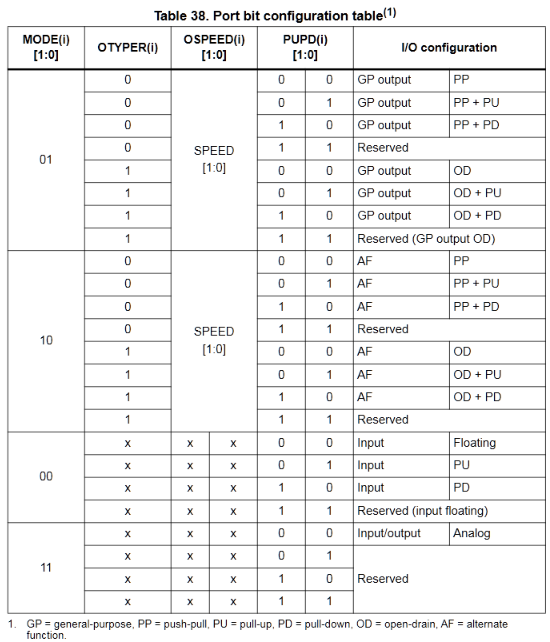 Table 38. Port bit configuration table(1)
MODE(i) [1:0] OTYPER(i) OSPEED(i) [1:0] PUPD(i) [1:0] I/O configuration
01 SPEED [1:0]
0 0 0 GP output PP
0 0 1 GP output PP + PU
0 1 0 GP output PP + PD
0 1 1 Reserved
1 0 0 GP output OD
1 0 1 GP output OD + PU
1 1 0 GP output OD + PD
1 1 1 Reserved (GP output OD)
10 SPEED [1:0]
0 0 0 AF PP
0 0 1 AF PP + PU
0 1 0 AF PP + PD
0 1 1 Reserved
1 0 0 AF OD
1 0 1 AF OD + PU
1 1 0 AF OD + PD
1 1 1 Reserved
00
x x x 0 0 Input Floating
x x x 0 1 Input PU
x x x 1 0 Input PD
x x x 1 1 Reserved (input floating)
11
x x x 0 0 Input/output Analog
x x x 0 1
x x x 1 0 Reserved
x x x 1 1
1. GP = general-purpose, PP = push-pull, PU = pull-up, PD = pull-down, OD = open-drain, AF = alternate
function.